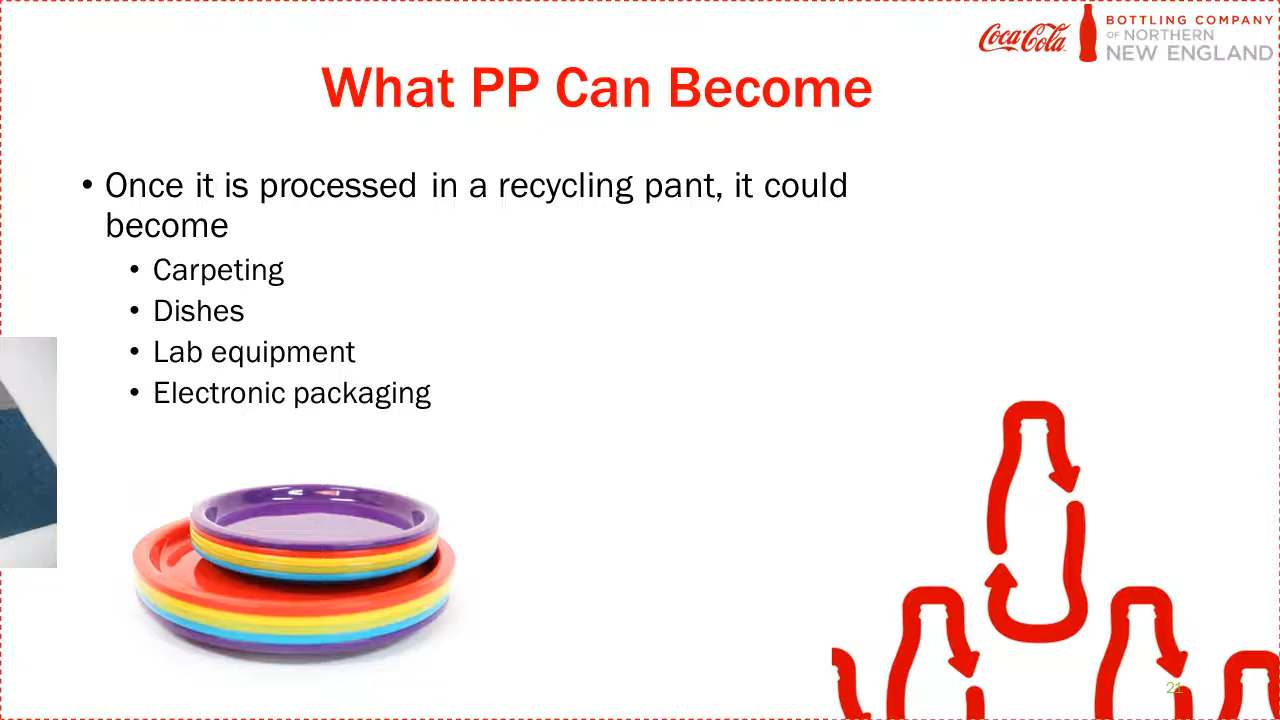 Coca-Cola
BOTTLING COMPANY
OF NORTHERN
NEW ENGLAND
What PP Can Become
• Once it is processed in a recycling pant, it could
become
• Carpeting
• Dishes
• Lab equipment
• Electronic packaging
21